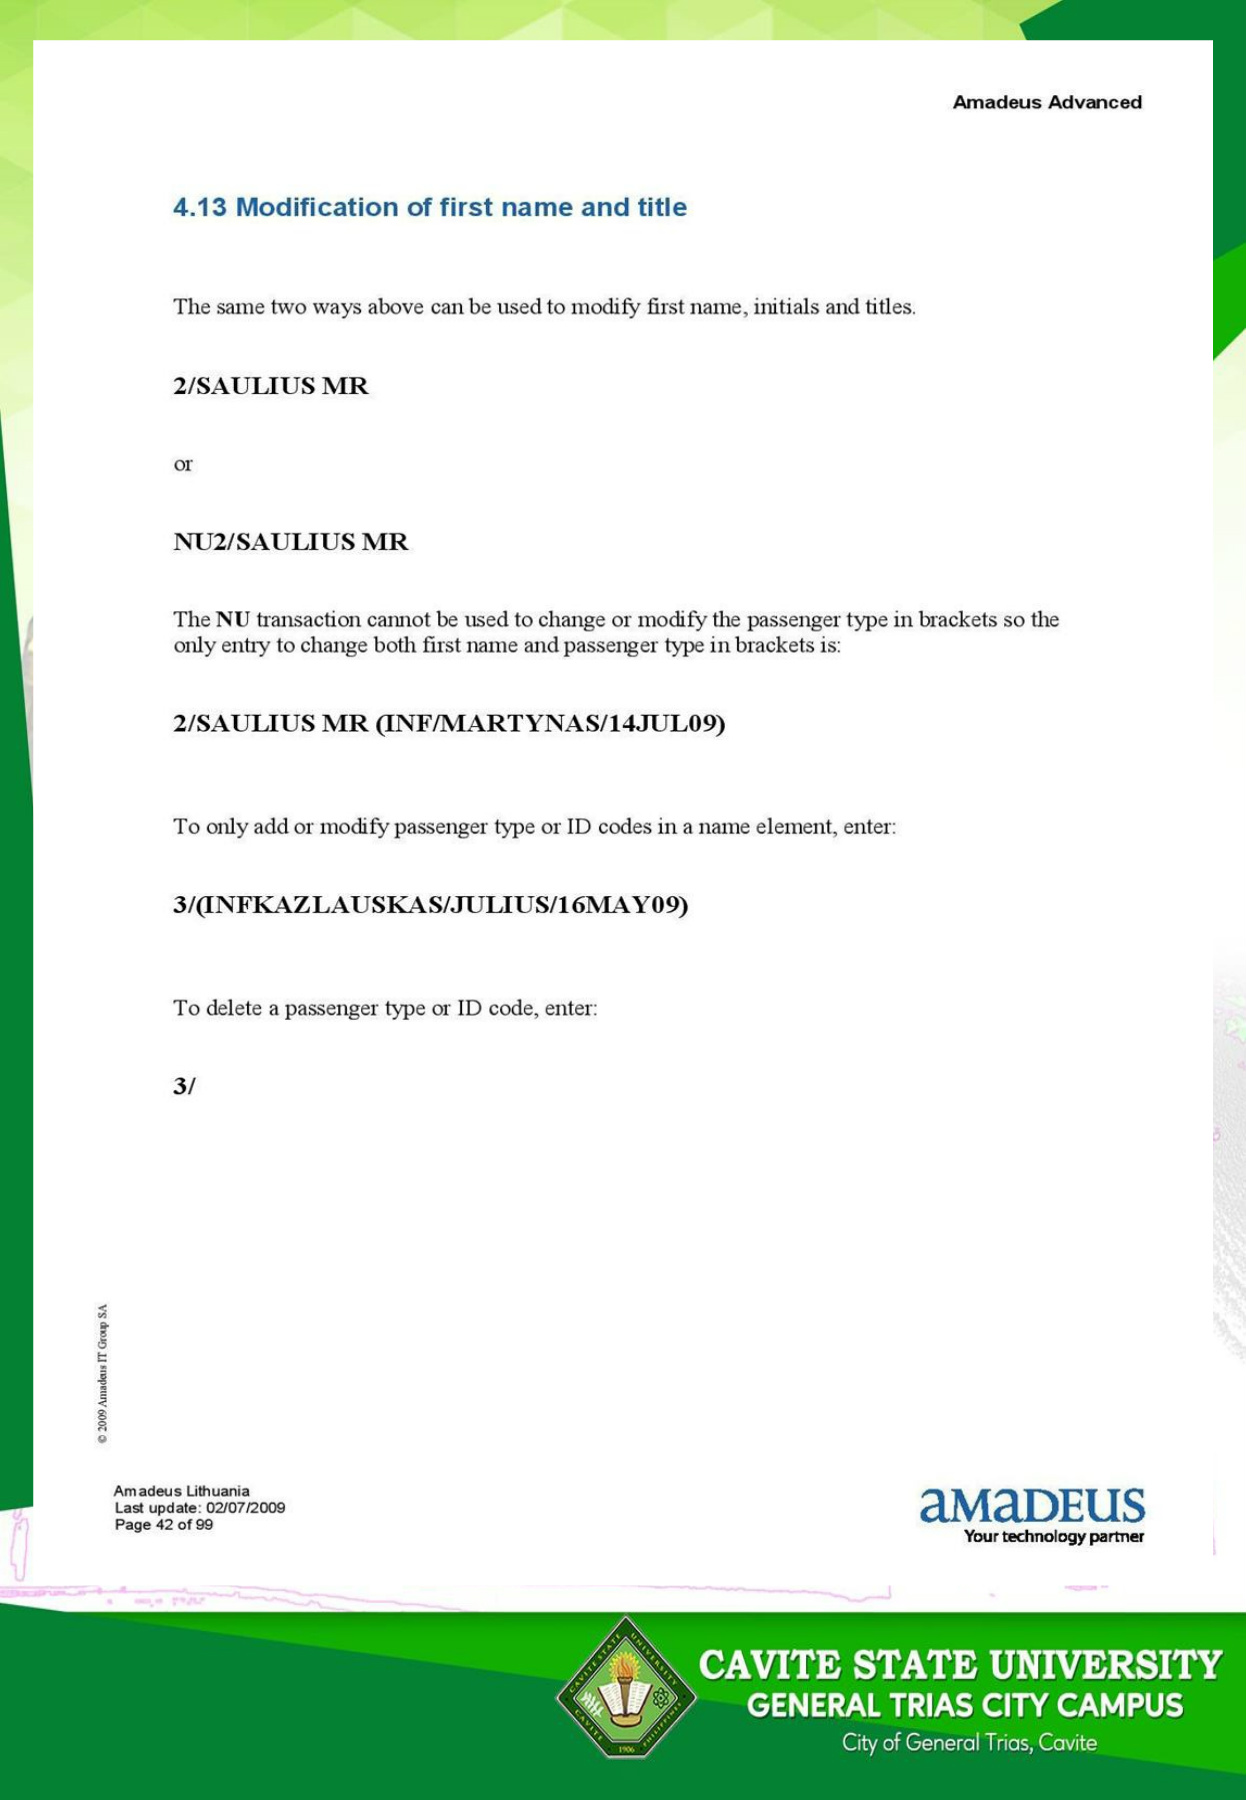 Amadeus Advanced
4.13 Modification of first name and title
The same two ways above can be used to modify first name, initials and titles.
2/SAULIUS MR
or
NU2/SAULIUS MR
The NU transaction cannot be used to change or modify the passenger type in brackets so the
only entry to change both first name and passenger type in brackets is:
2/SAULIUS MR (INF/MARTYNAS/14JUL09)
To only add or modify passenger type or ID codes in a name element, enter:
3/(INFKAZLAUSKAS/JULIUS/16MAY09)
To delete a passenger type or ID code, enter:
3/
© 2009 Amadeus IT Group SA
Amadeus Lithuania
Last update: 02/07/2009
Page 42 of 99
aMaDEUS
Your technology partner
CAVITE STATE UNIVERSITY
CAVITE
PHILIPPINES
1906
CAVITE STATE UNIVERSITY
GENERAL TRIAS CITY CAMPUS
City of General Trias, Cavite